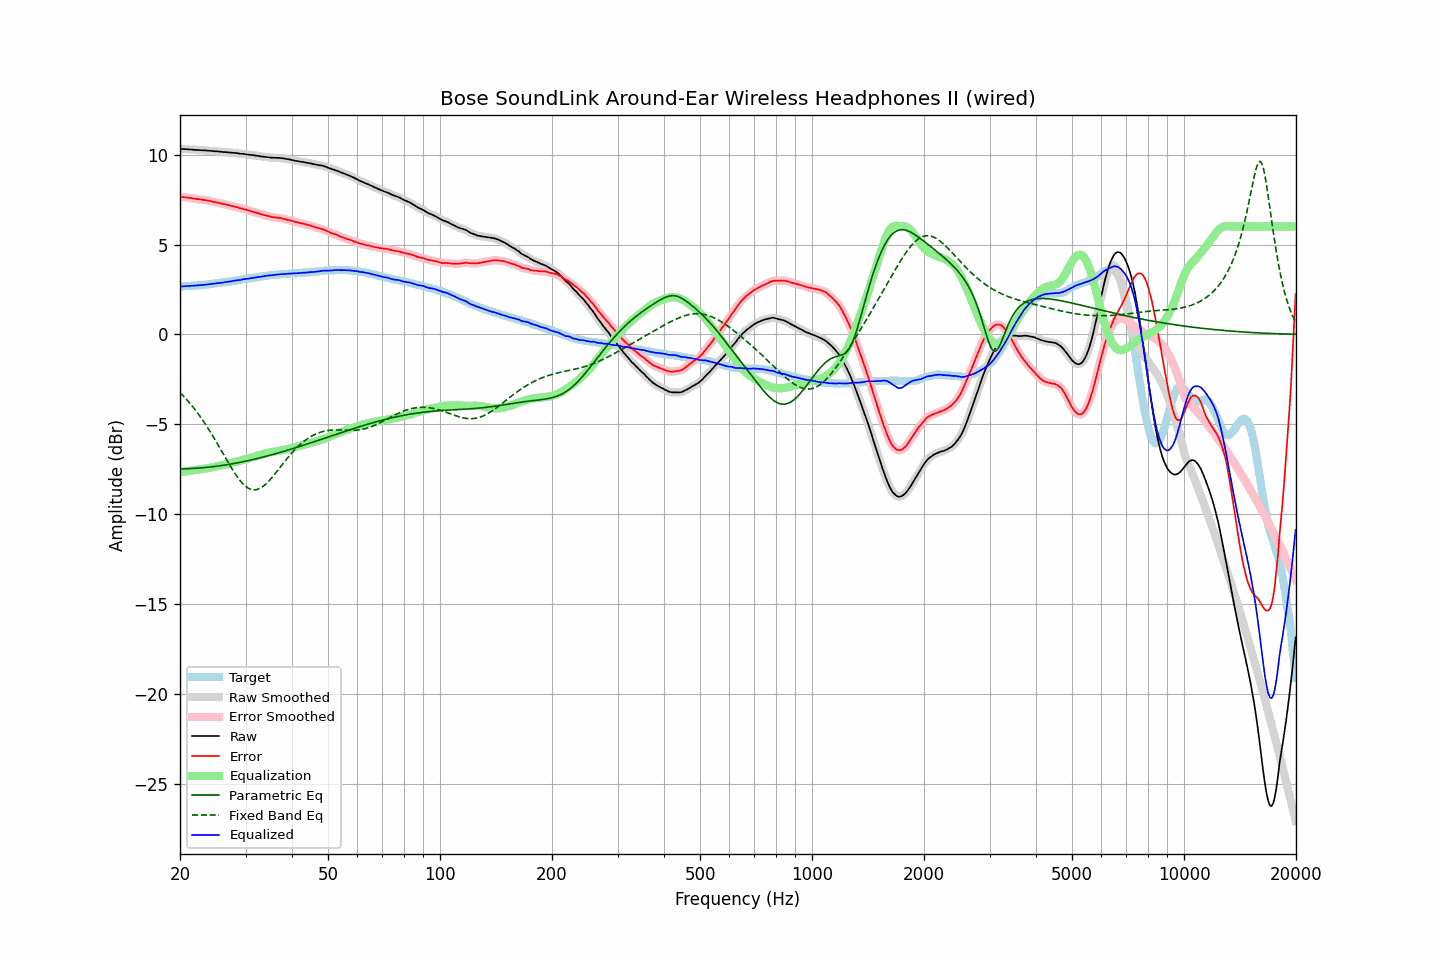 Bose SoundLink Around-Ear Wireless Headphones II (wired)
10
5
0
−5
−10
−15
−20
−25
Amplitude (dBr)
Target
Raw Smoothed
Error Smoothed
Raw
Error
Equalization
Parametric Eq
Fixed Band Eq
Equalized
20 50 100 200 500 1000 2000 5000 10000 20000
Frequency (Hz)